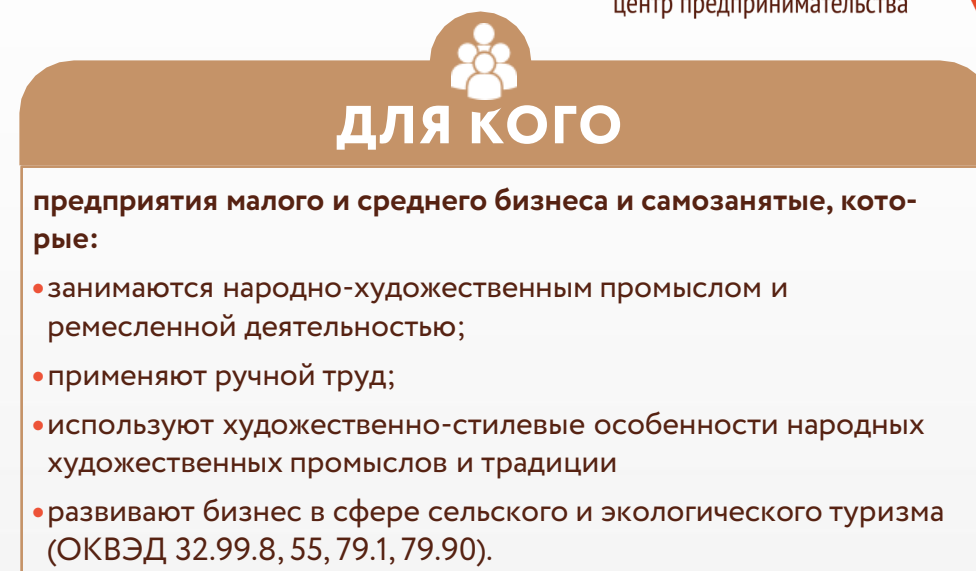 центр предпринимательства
ДЛЯ КОГО
предприятия малого и среднего бизнеса и самозанятые, кото-
рые:
•занимаются народно-художественным промыслом и
ремесленной деятельностью;
•применяют ручной труд;
•используют художественно-стилевые особенности народных
художественных промыслов и традиции
•развивают бизнес в сфере сельского и экологического туризма
(ОКВЭД 32.99.8, 55, 79.1, 79.90).